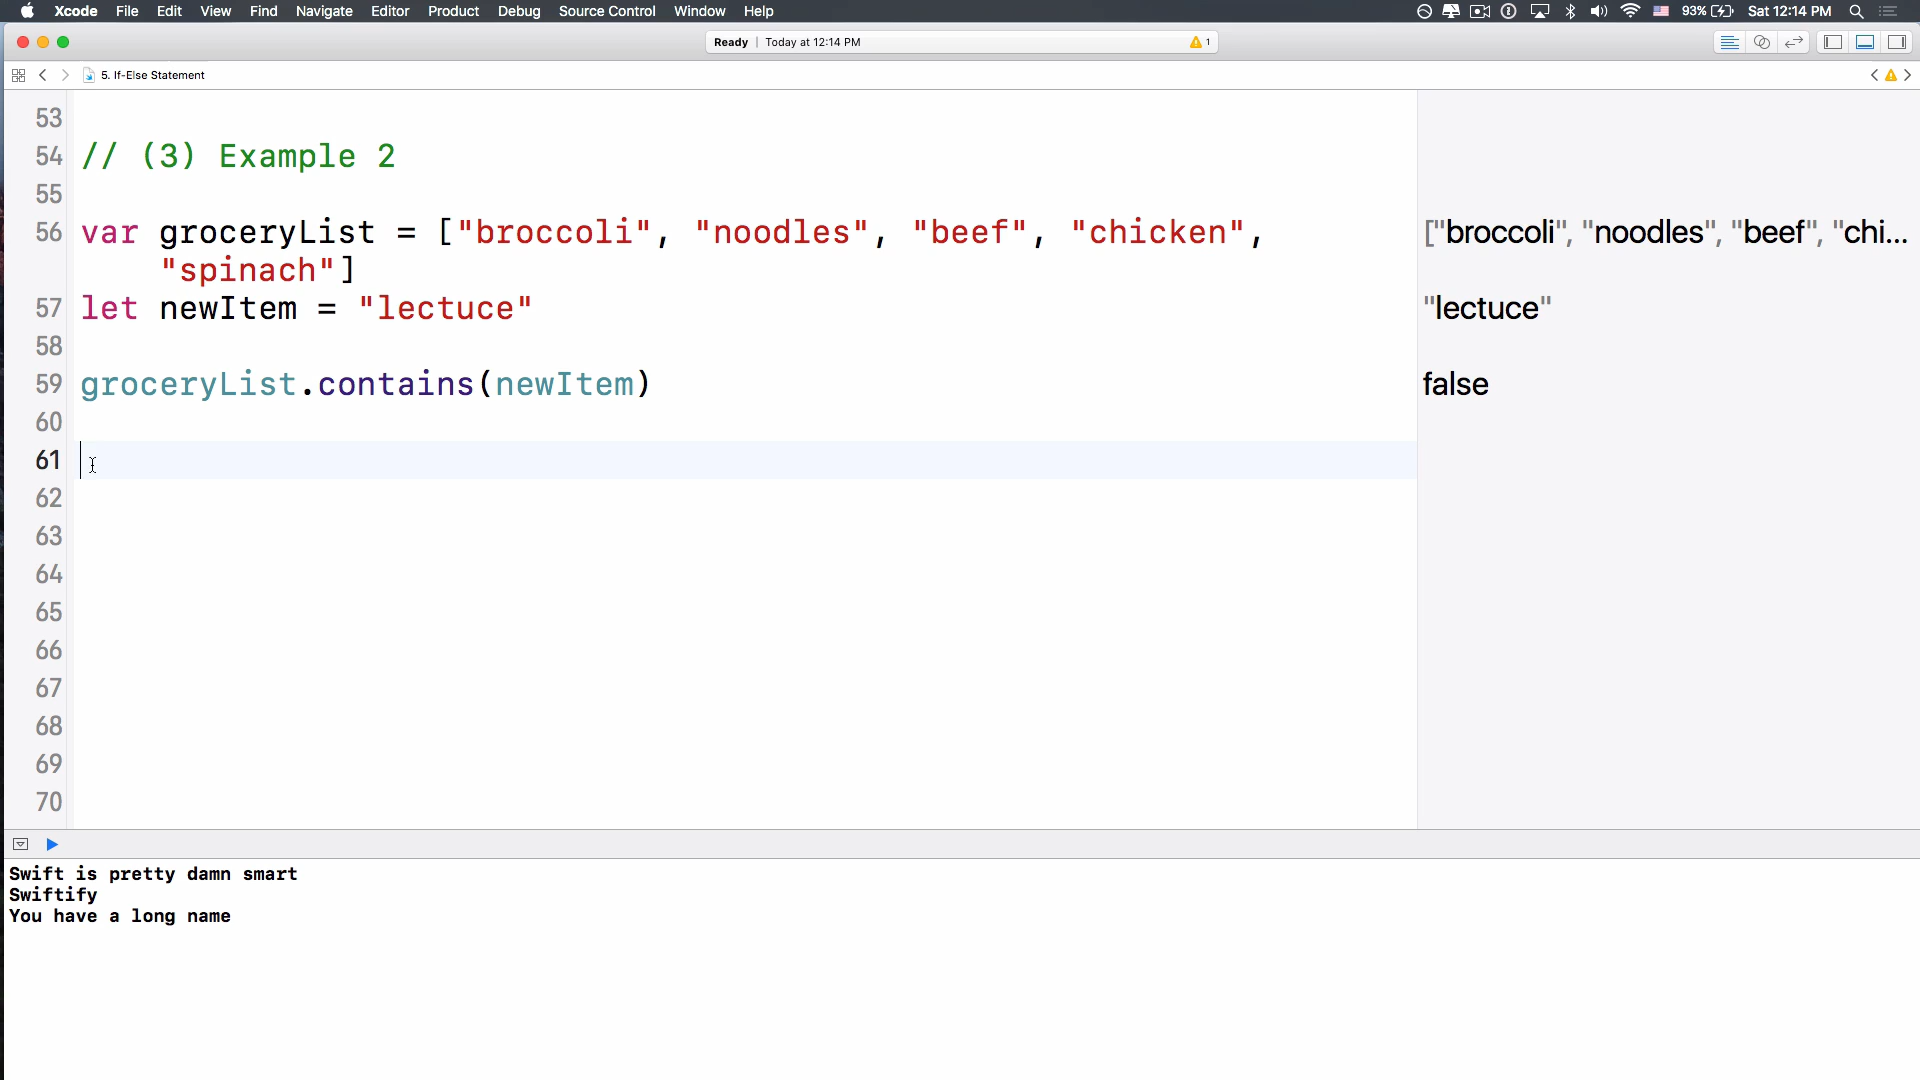 Xcode File Edit View Find Navigate Editor Product Debug Source Control Window Help 93% Sat 12:14 PM
Ready | Today at 12:14 PM 1
5. If-Else Statement
53
54 // (3) Example 2
55
56 var groceryList = ["broccoli", "noodles", "beef", "chicken", ["broccoli", "noodles", "beef", "chi...
"spinach"]
57 let newItem = "lectuce" "lectuce"
58
59 groceryList.contains(newItem) false
60
61
62
63
64
65
66
67
68
69
70
Swift is pretty damn smart
Swiftify
You have a long name